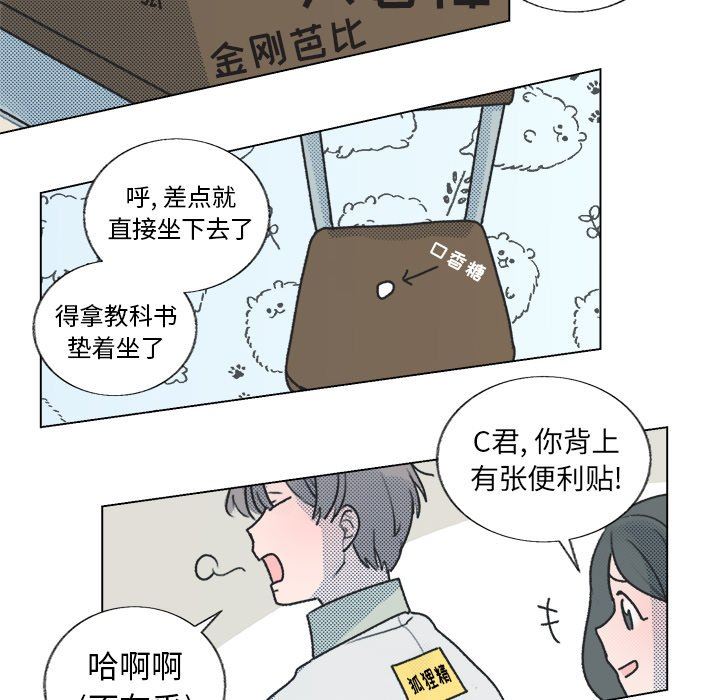 金刚芭比
呼, 差点就
直接坐下去了
口香糖
得拿教科书
垫着坐了
C君, 你背上
有张便利贴!
哈啊啊
狐狸精